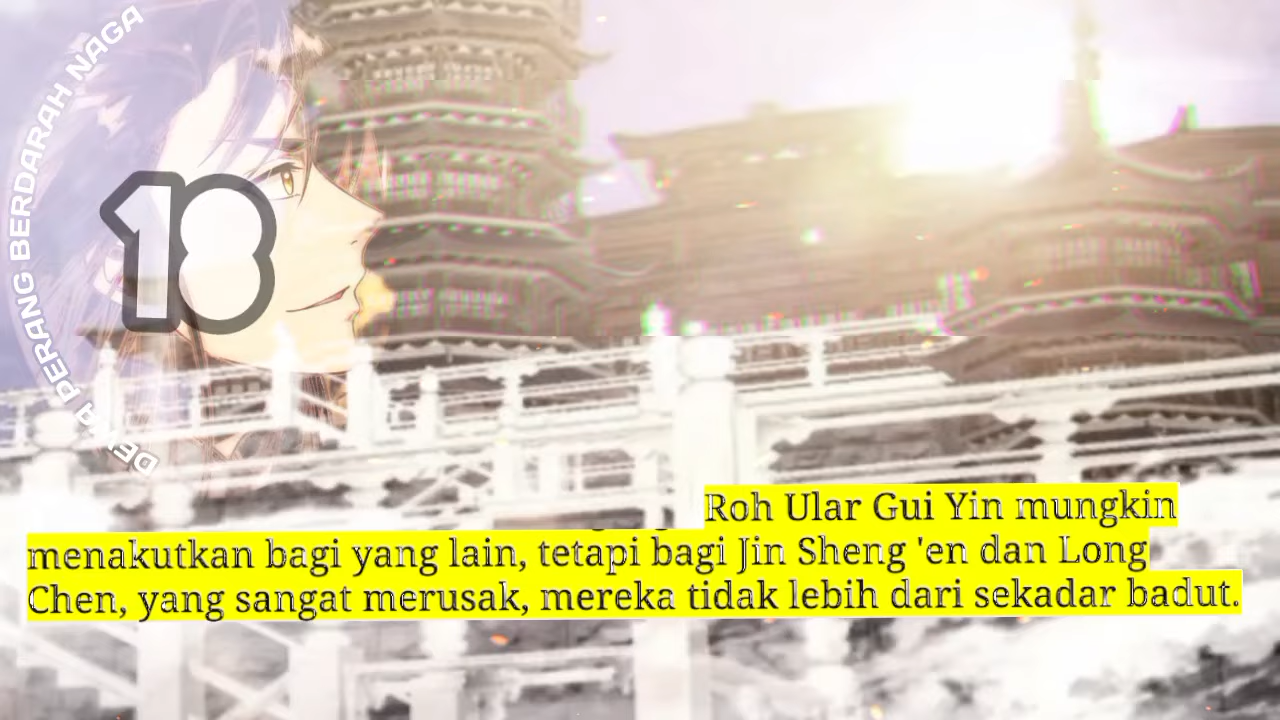 DEWA PERANG BERDARAH NAGA
18
Roh Ular Gui Yin mungkin
menakutkan bagi yang lain, tetapi bagi Jin Sheng 'en dan Long
Chen, yang sangat merusak, mereka tidak lebih dari sekadar badut.